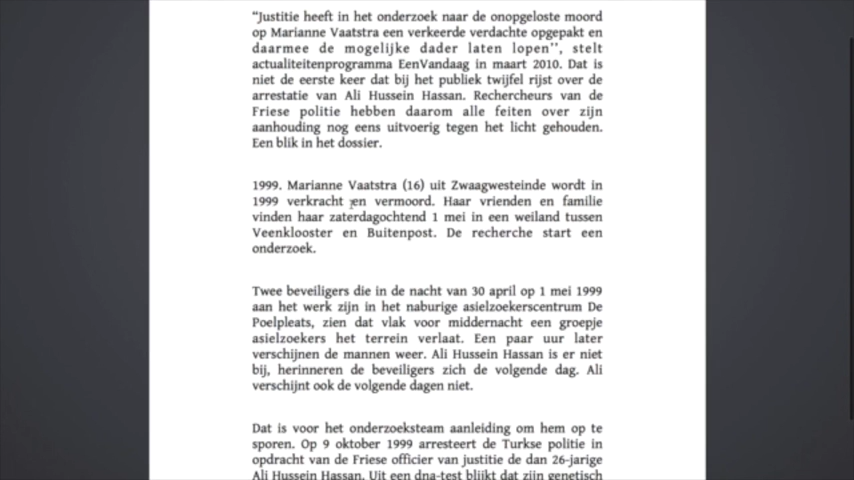 “Justitie heeft in het onderzoek naar de onopgeloste moord
op Marianne Vaatstra een verkeerde verdachte opgepakt en
daarmee de mogelijke dader laten lopen’’, stelt
actualiteitenprogramma EenVandaag in maart 2010. Dat is
niet de eerste keer dat bij het publiek twijfel rijst over de
arrestatie van Ali Hussein Hassan. Rechercheurs van de
Friese politie hebben daarom alle feiten over zijn
aanhouding nog eens uitvoerig tegen het licht gehouden.
Een blik in het dossier.
1999. Marianne Vaatstra (16) uit Zwaagwesteinde wordt in
1999 verkracht en vermoord. Haar vrienden en familie
vinden haar zaterdagochtend 1 mei in een weiland tussen
Veenklooster en Buitenpost. De recherche start een
onderzoek.
Twee beveiligers die in de nacht van 30 april op 1 mei 1999
aan het werk zijn in het naburige asielzoekerscentrum De
Poelpleats, zien dat vlak voor middernacht een groepje
asielzoekers het terrein verlaat. Een paar uur later
verschijnen de mannen weer. Ali Hussein Hassan is er niet
bij, herinneren de beveiligers zich de volgende dag. Ali
verschijnt ook de volgende dagen niet.
Dat is voor het onderzoeksteam aanleiding om hem op te
sporen. Op 9 oktober 1999 arresteert de Turkse politie in
opdracht van de Friese officier van justitie de dan 26-jarige
Ali Hussein Hassan. Uit een dna-test blijkt dat zijn genetisch